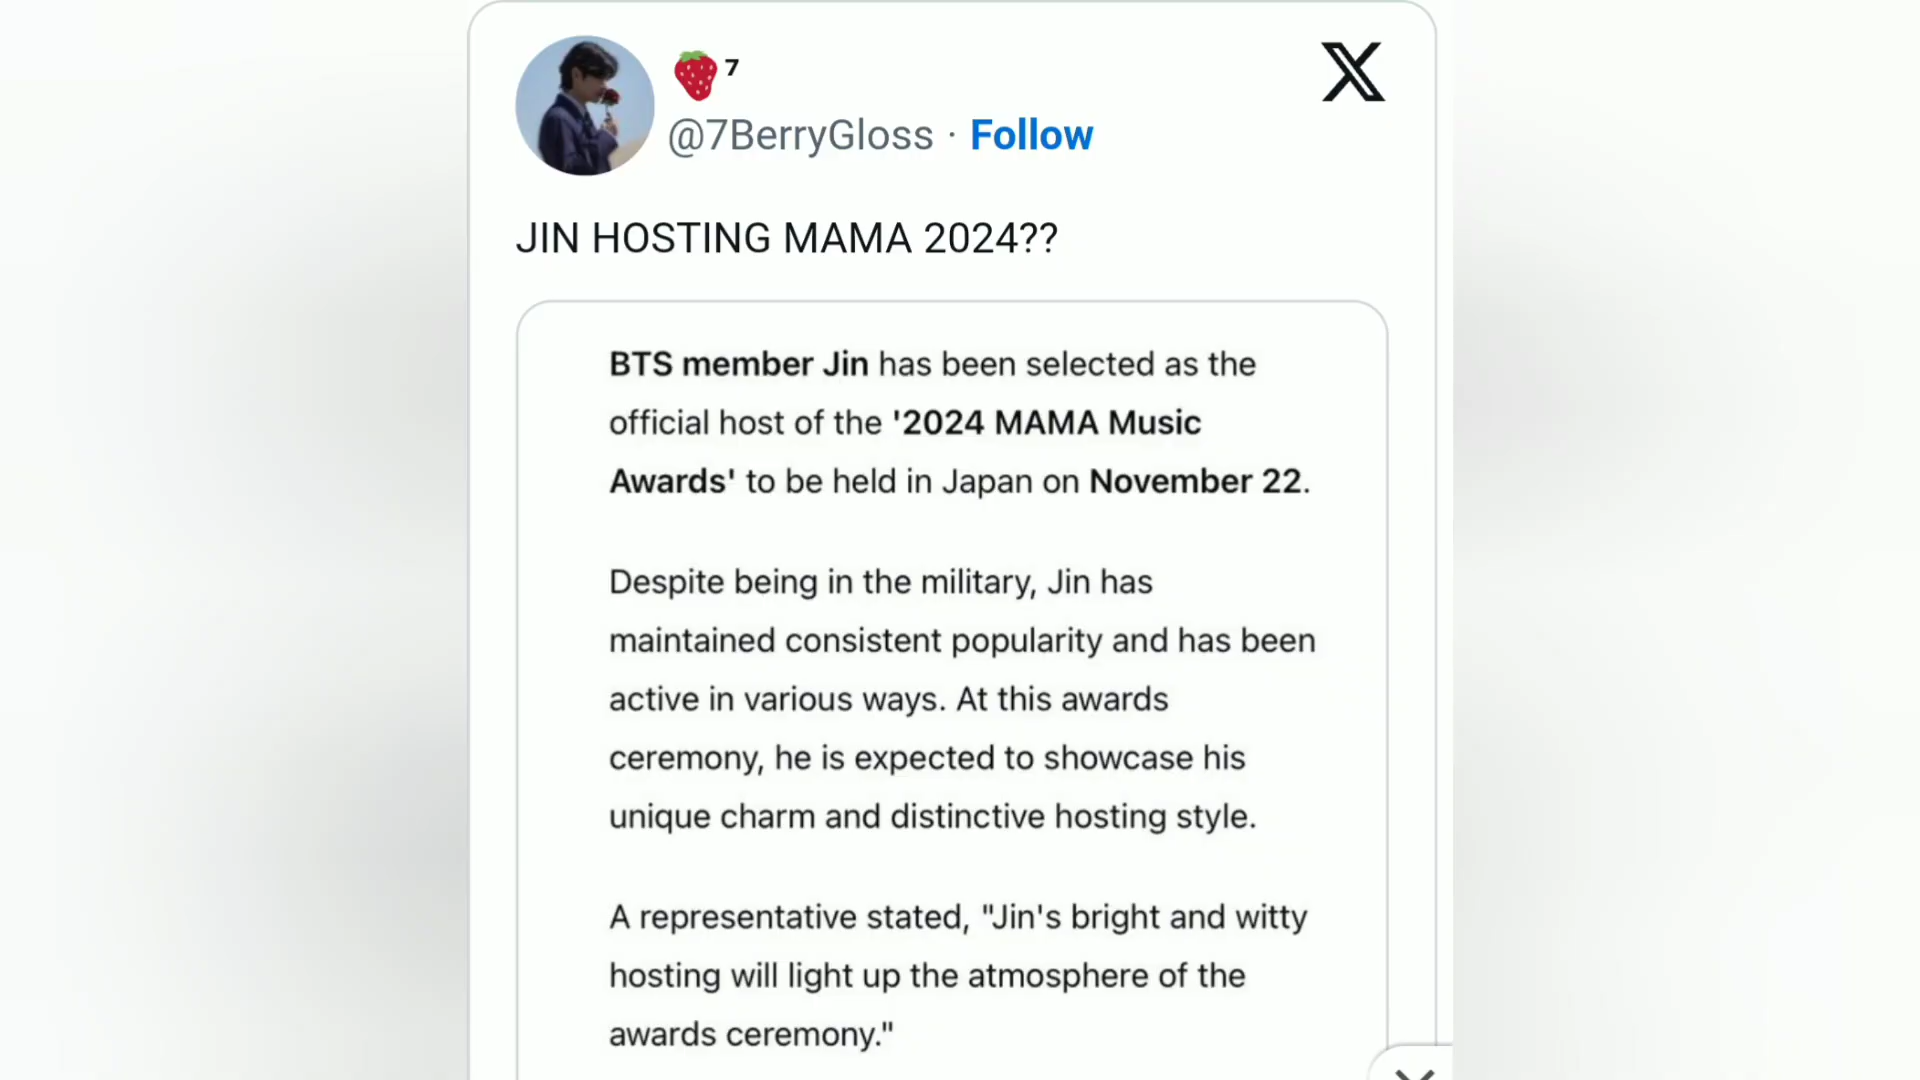 🍓7
@7BerryGloss · Follow
JIN HOSTING MAMA 2024??
BTS member Jin has been selected as the
official host of the '2024 MAMA Music
Awards' to be held in Japan on November 22.
Despite being in the military, Jin has
maintained consistent popularity and has been
active in various ways. At this awards
ceremony, he is expected to showcase his
unique charm and distinctive hosting style.
A representative stated, "Jin's bright and witty
hosting will light up the atmosphere of the
awards ceremony."